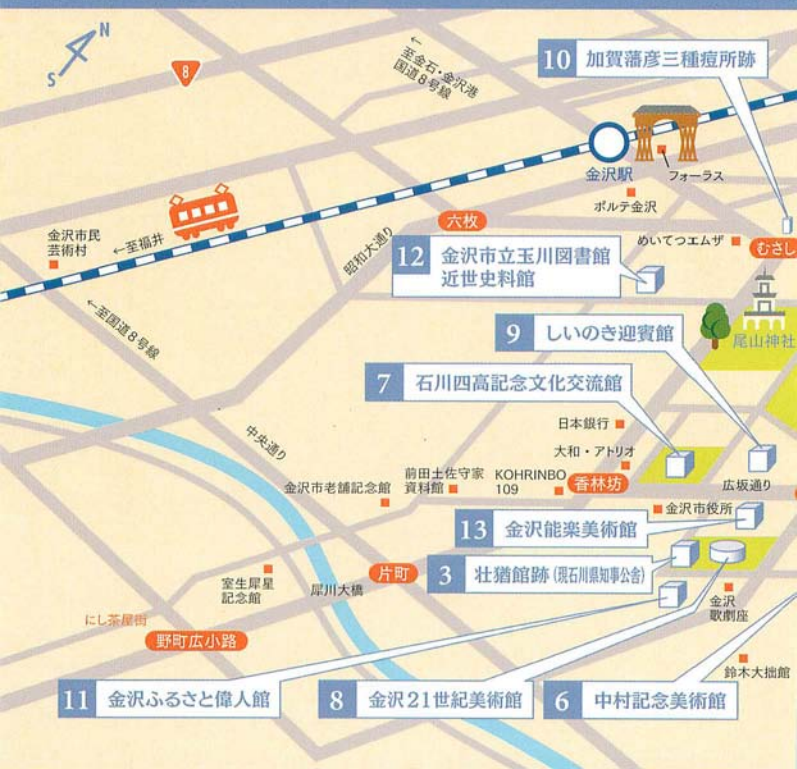 N
S
8
←至金石・金沢港
国道8号線
10 加賀藩彦三種痘所跡
金沢駅
フォーラス
ポルテ金沢
六枚
めいてつエムザ
むさし
金沢市民
芸術村
←至福井
昭和大通り
12 金沢市立玉川図書館
近世史料館
←至国道8号線
9 しいのき迎賓館
尾山神社
7 石川四高記念文化交流館
日本銀行
大和・アトリオ
中央通り
金沢市老舗記念館
前田土佐守家
資料館
KOHRINBO
109
香林坊
広坂通り
金沢市役所
13 金沢能楽美術館
片町
3 壮猶館跡(現石川県知事公舎)
室生犀星
記念館
犀川大橋
金沢
歌劇座
にし茶屋街
野町広小路
鈴木大拙館
11 金沢ふるさと偉人館
8 金沢21世紀美術館
6 中村記念美術館